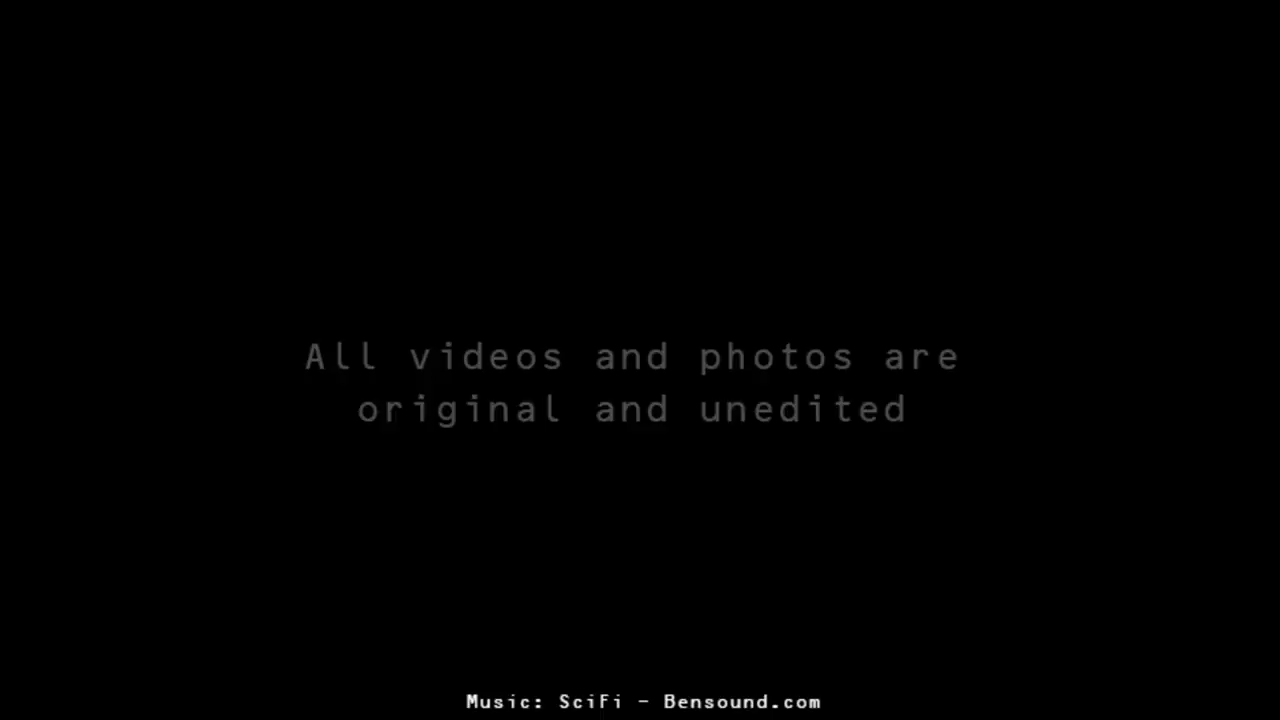 All videos and photos are
original and unedited
Music: SciFi - Bensound.com